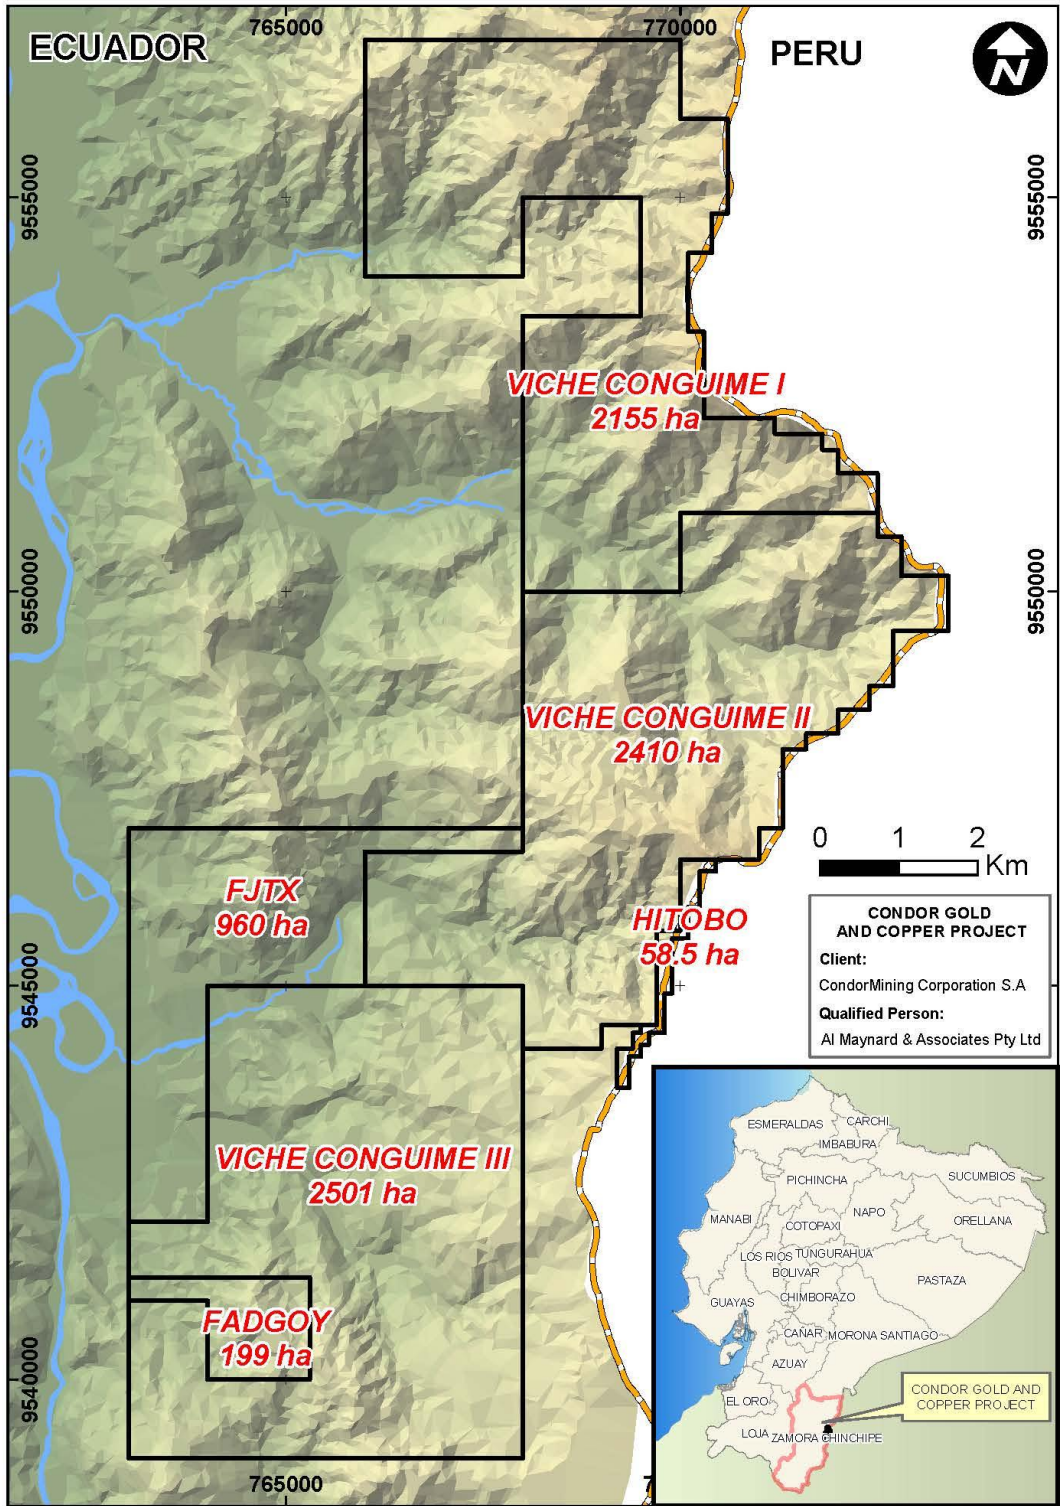 765000
770000
ECUADOR
PERU
N
9555000
9555000
VICHE CONGUIME I
2155 ha
9550000
9550000
VICHE CONGUIME II
2410 ha
0 1 2
Km
FJTX
960 ha
HITOBO
58.5 ha
CONDOR GOLD
AND COPPER PROJECT
Client:
CondorMining Corporation S.A
Qualified Person:
Al Maynard & Associates Pty Ltd
9545000
VICHE CONGUIME III
2501 ha
FADGOY
199 ha
9540000
765000
ESMERALDAS
CARCHI
IMBABURA
PICHINCHA
SUCUMBIOS
MANABI
NAPO
ORELLANA
COTOPAXI
LOS RIOS
TUNGURAHUA
BOLIVAR
PASTAZA
GUAYAS
CHIMBORAZO
CAÑAR
MORONA SANTIAGO
AZUAY
EL ORO
CONDOR GOLD AND
COPPER PROJECT
LOJA
ZAMORA CHINCHIPE